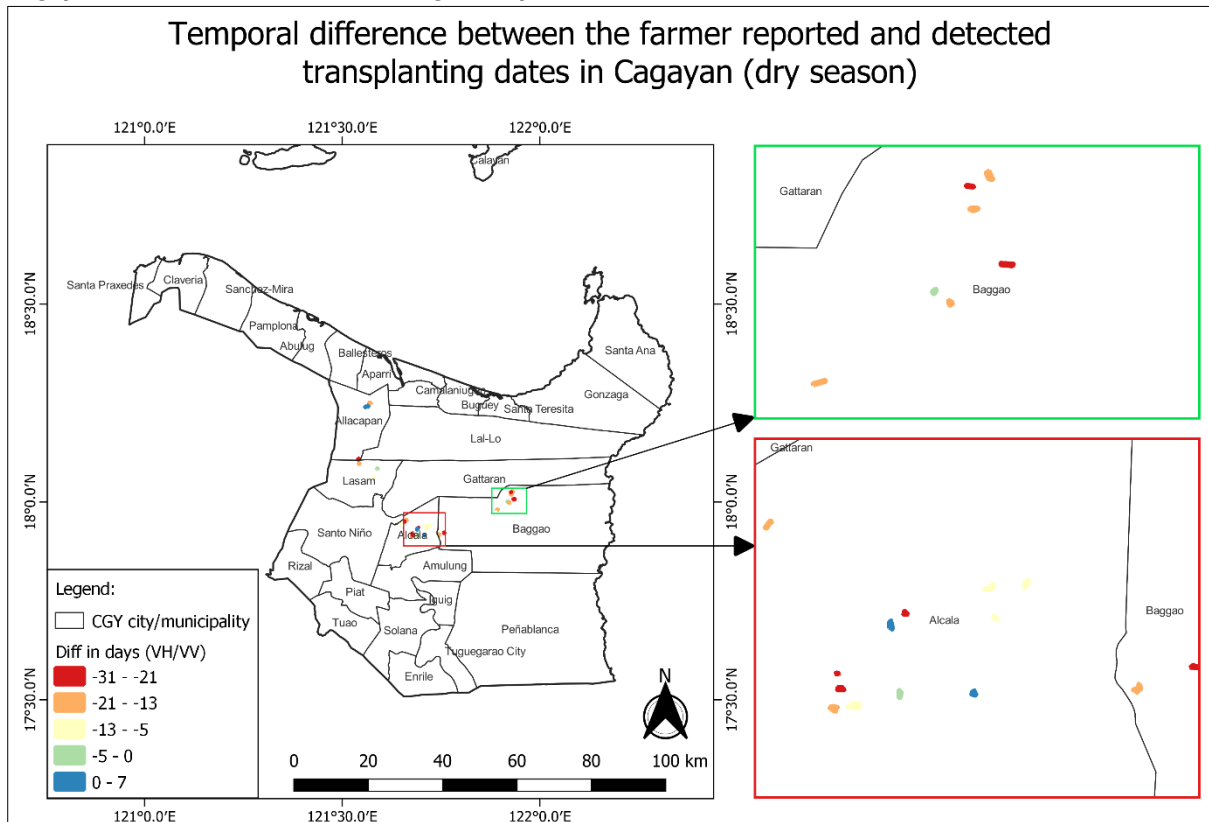 Temporal difference between the farmer reported and detected
transplanting dates in Cagayan (dry season)
121°0.0'E
121°30.0'E
122°0.0'E
Calayan
Santa Praxedes
Claveria
Sanchez-Mira
Pamplona
Abulug
Ballesteros
Aparri
Camalaniugan
Buguey
Santa Teresita
Santa Ana
Gonzaga
Allacapan
Lal-Lo
Lasam
Gattaran
Santo Niño
Alcala
Baggao
Rizal
Amulung
Piat
Iguig
Tuao
Solana
Peñablanca
Tuguegarao City
Enrile
18°30.0'N
18°0.0'N
17°30.0'N
18°30.0'N
18°0.0'N
17°30.0'N
Legend:
CGY city/municipality
Diff in days (VH/VV)
-31 - -21
-21 - -13
-13 - -5
-5 - 0
0 - 7
N
0 20 40 60 80 100 km
121°0.0'E
121°30.0'E
122°0.0'E
Gattaran
Baggao
Gattaran
Alcala
Baggao